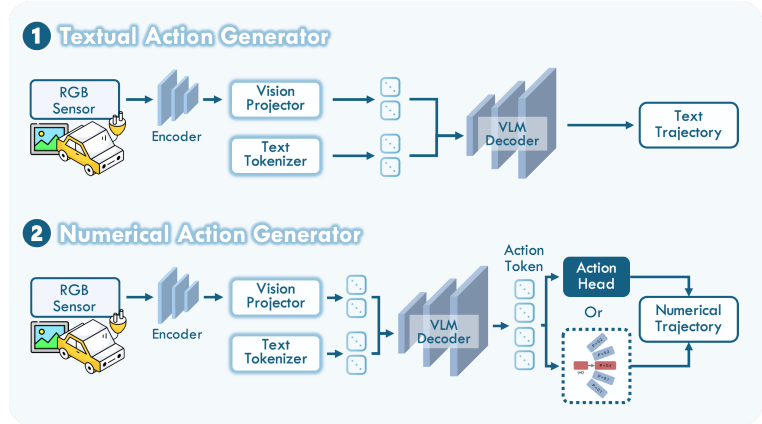 1 Textual Action Generator
RGB
Sensor
Encoder
Vision
Projector
Text
Tokenizer
VLM
Decoder
Text
Trajectory
2 Numerical Action Generator
RGB
Sensor
Encoder
Vision
Projector
Text
Tokenizer
VLM
Decoder
Action
Token
Action
Head
Or
Numerical
Trajectory